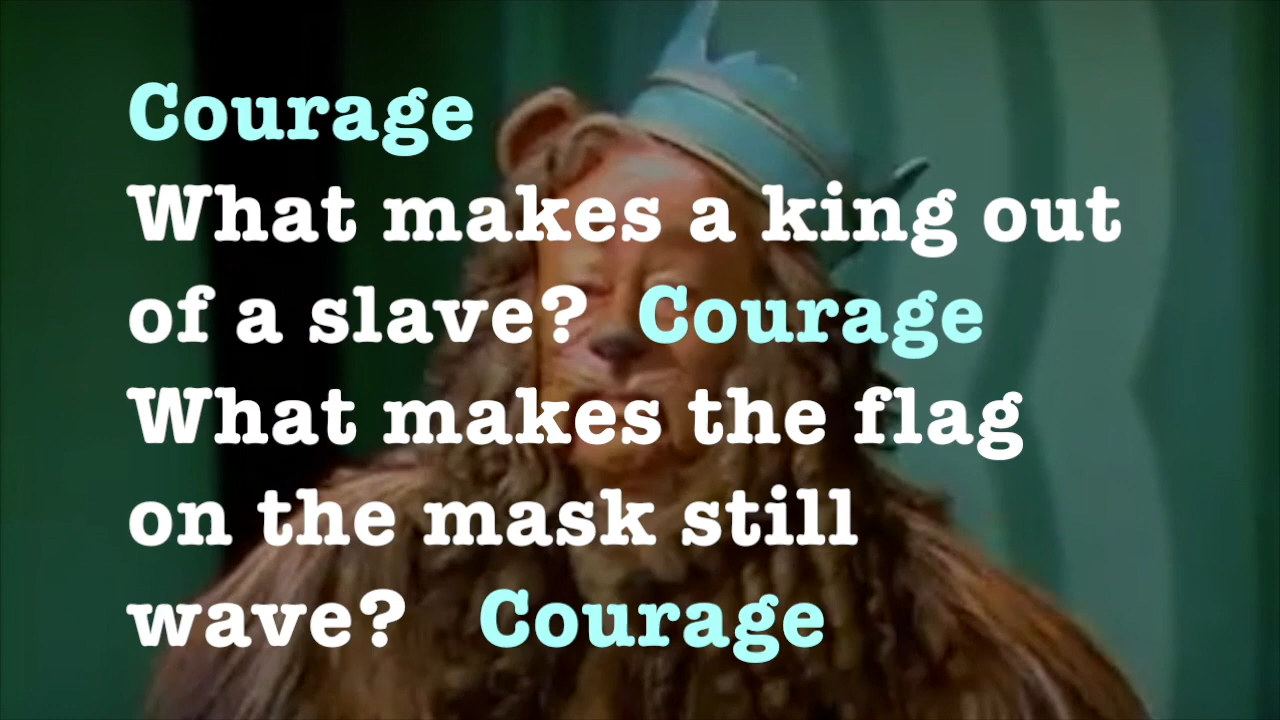 Courage
What makes a king out
of a slave? Courage
What makes the flag
on the mask still
wave? Courage